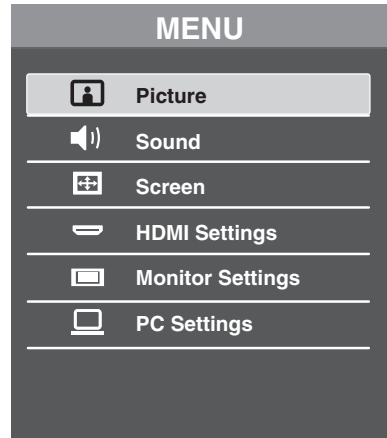 MENU
Picture
Sound
Screen
HDMI Settings
Monitor Settings
PC Settings